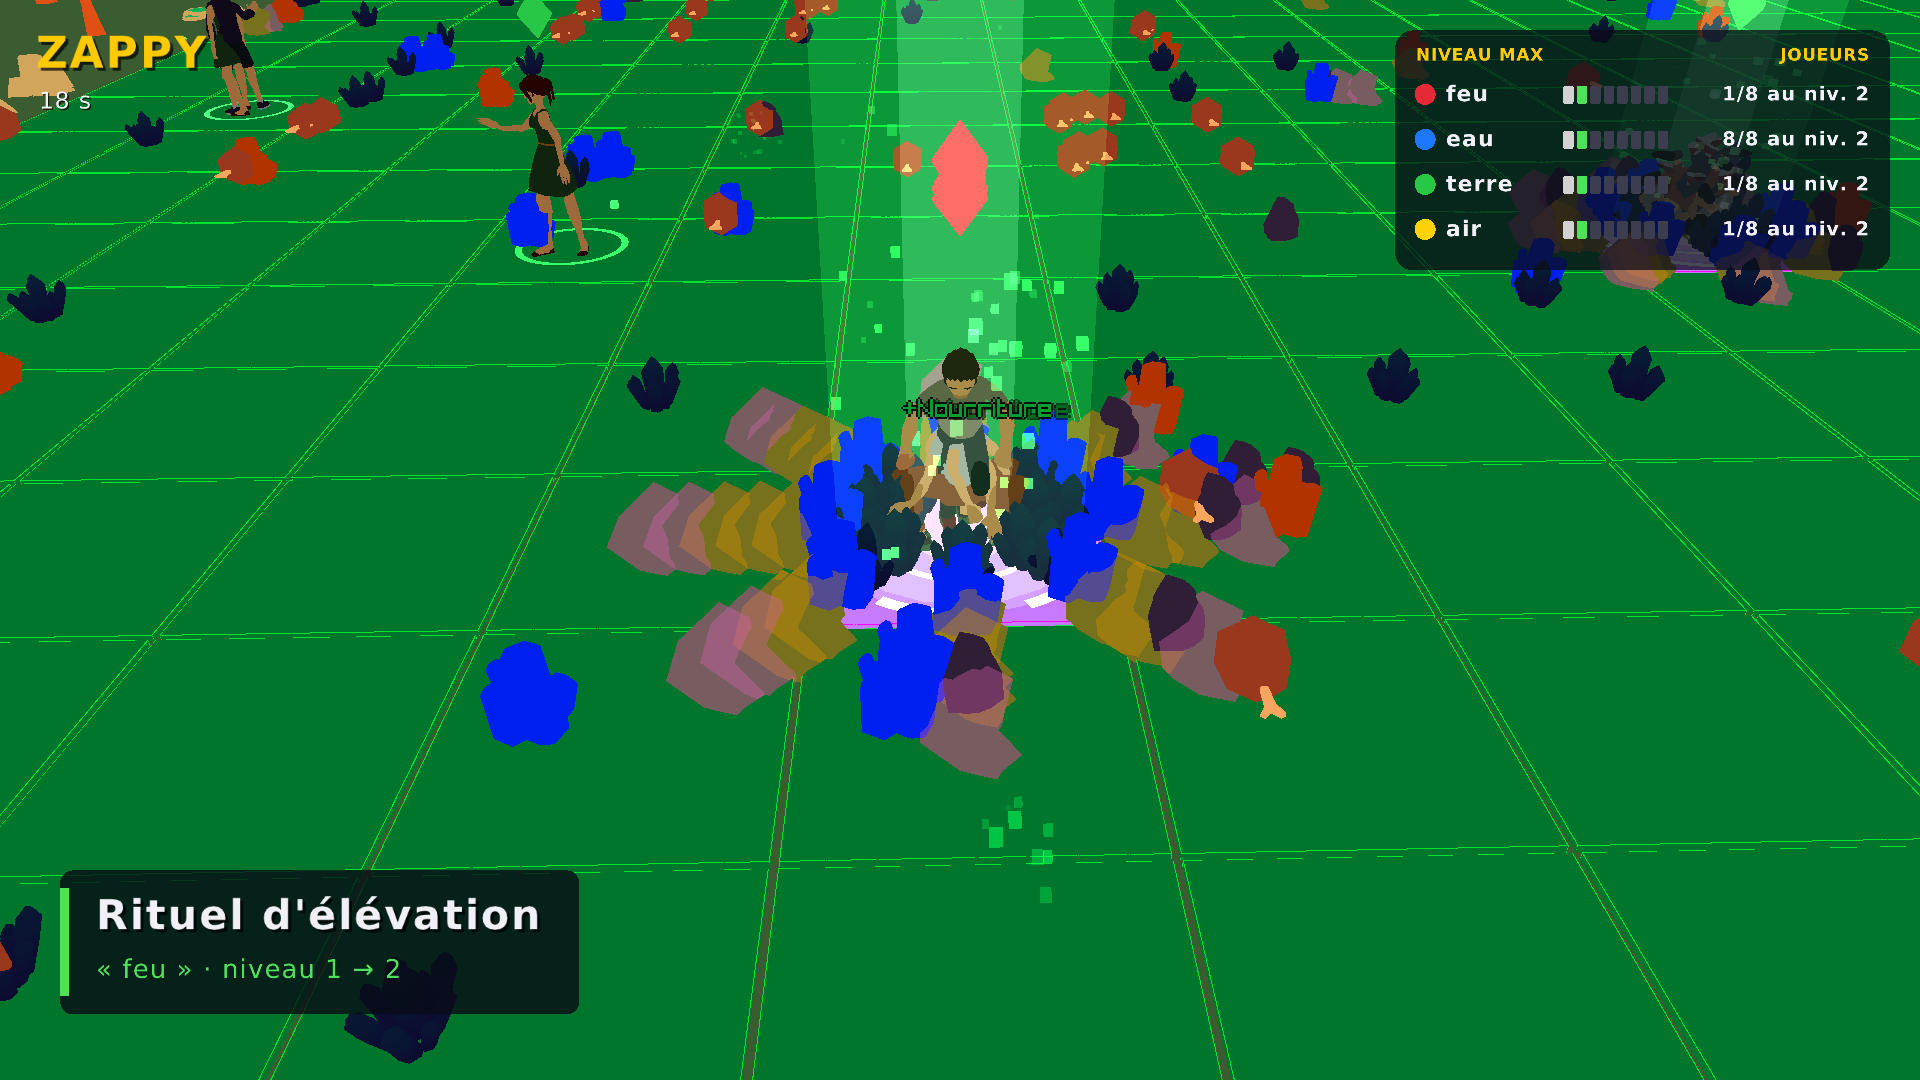 ZAPPY
18 s
NIVEAU MAX JOUEURS
feu 1/8 au niv. 2
eau 8/8 au niv. 2
terre 1/8 au niv. 2
air 1/8 au niv. 2
+Nourriture
Rituel d'élévation
« feu » · niveau 1 → 2